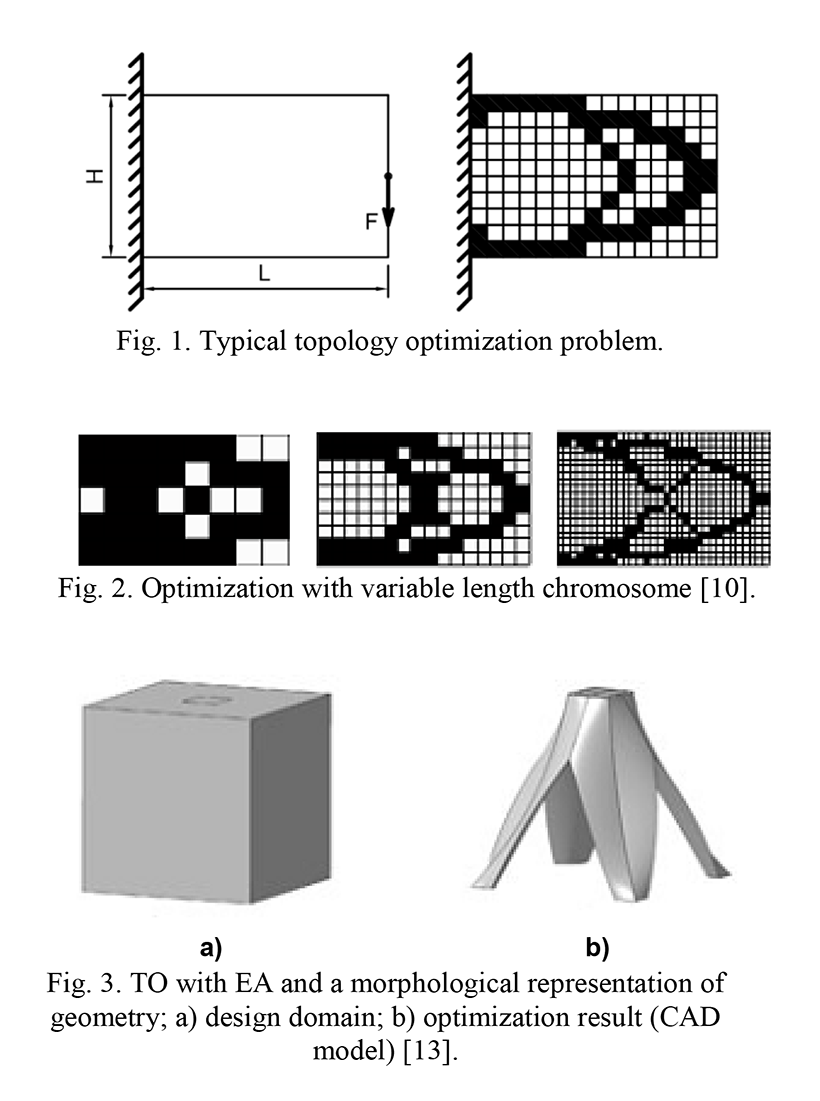 H
F
L
Fig. 1. Typical topology optimization problem.
Fig. 2. Optimization with variable length chromosome [10].
a)
b)
Fig. 3. TO with EA and a morphological representation of
geometry; a) design domain; b) optimization result (CAD
model) [13].